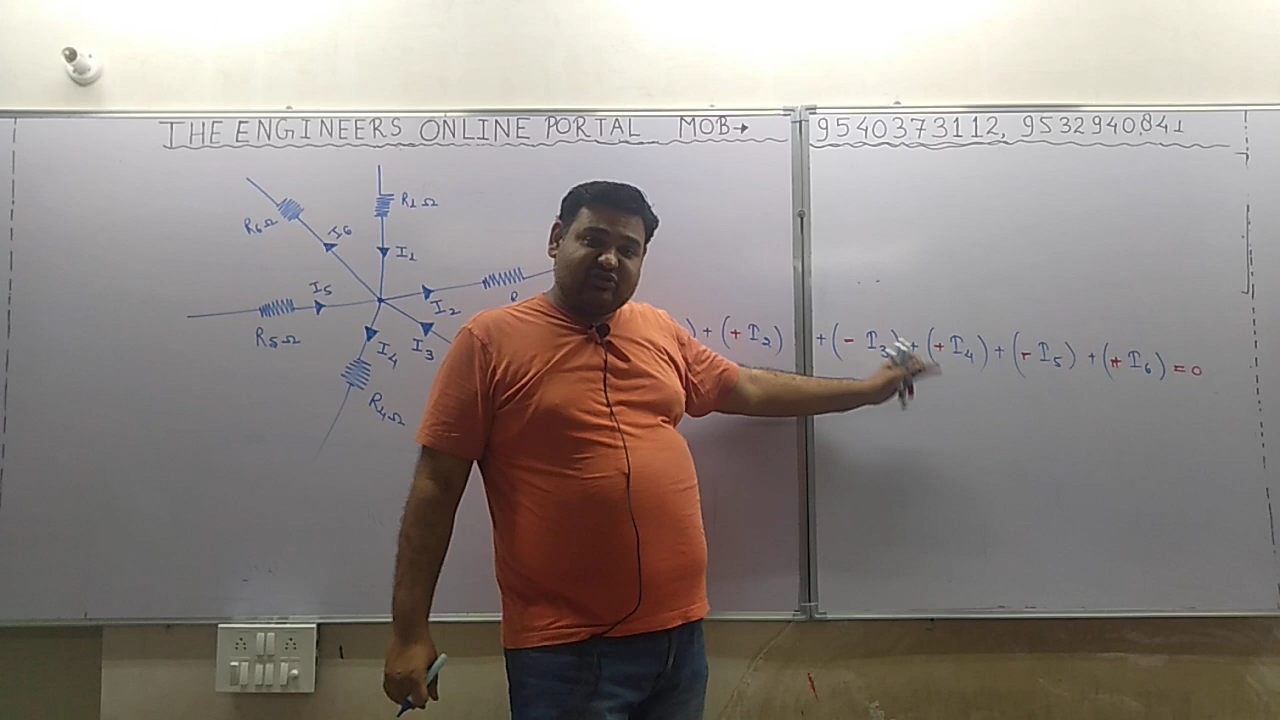 THE ENGINEERS ONLINE PORTAL MOB→ 9540373112, 9532940841
R6 Ω
R1 Ω
I6
I1
I5
I2
R5 Ω
R
I4
I3
R4 Ω
) + (+ I2) + (- I3) + (+ I4) + (- I5) + (+ I6) = 0